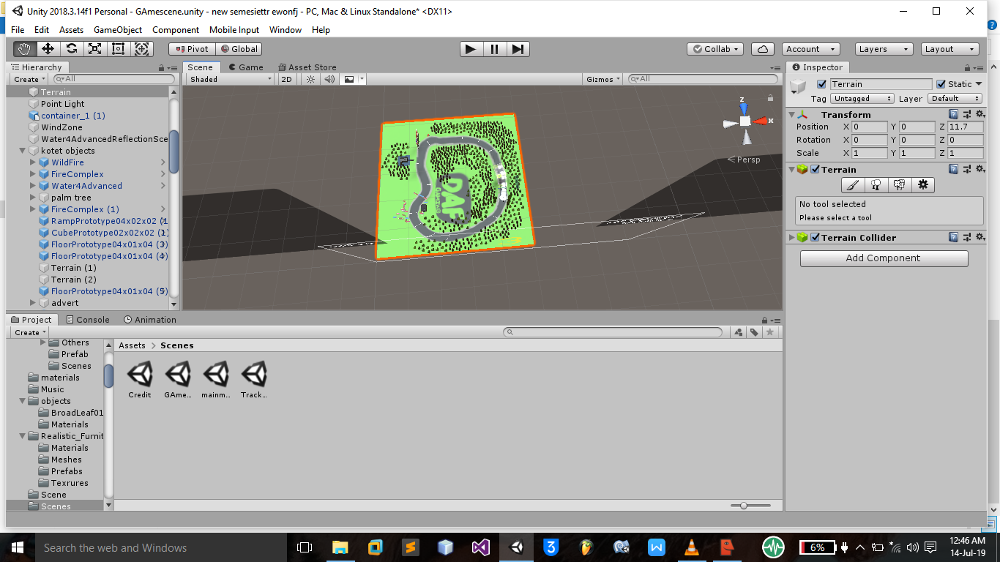 Unity 2018.3.14f1 Personal - GAmescene.unity - new semesiettr ewonfj - PC, Mac & Linux Standalone* <DX11>
File Edit Assets GameObject Component Mobile Input Window Help
Pivot Global Collab Account Layers Layout
Hierarchy
Create All
Terrain
Point Light
container_1 (1)
WindZone
Water4AdvancedReflectionSce
kotet objects
WildFire
FireComplex
Water4Advanced
palm tree
FireComplex (1)
RampPrototype04x02x02 (1
CubePrototype02x02x02 (1)
FloorPrototype04x01x04 (3)
FloorPrototype04x01x04 (4)
Terrain (1)
Terrain (2)
FloorPrototype04x01x04 (5)
advert
Scene Game Asset Store
Shaded 2D Gizmos All
z
x
Persp
DAF
GAMING
Inspector
Terrain Static
Tag Untagged Layer Default
Transform
Position X 0 Y 0 Z 11.7
Rotation X 0 Y 0 Z 0
Scale X 1 Y 1 Z 1
Terrain
No tool selected
Please select a tool
Terrain Collider
Add Component
Project Console Animation
Create
Others
Prefab
Scenes
materials
Music
objects
BroadLeaf01
Materials
Realistic_Furnit
Materials
Meshes
Prefabs
Texrures
Scene
Scenes
Assets > Scenes
Credit GAme... mainm... Track...
Search the web and Windows
6%
12:46 AM
14-Jul-19